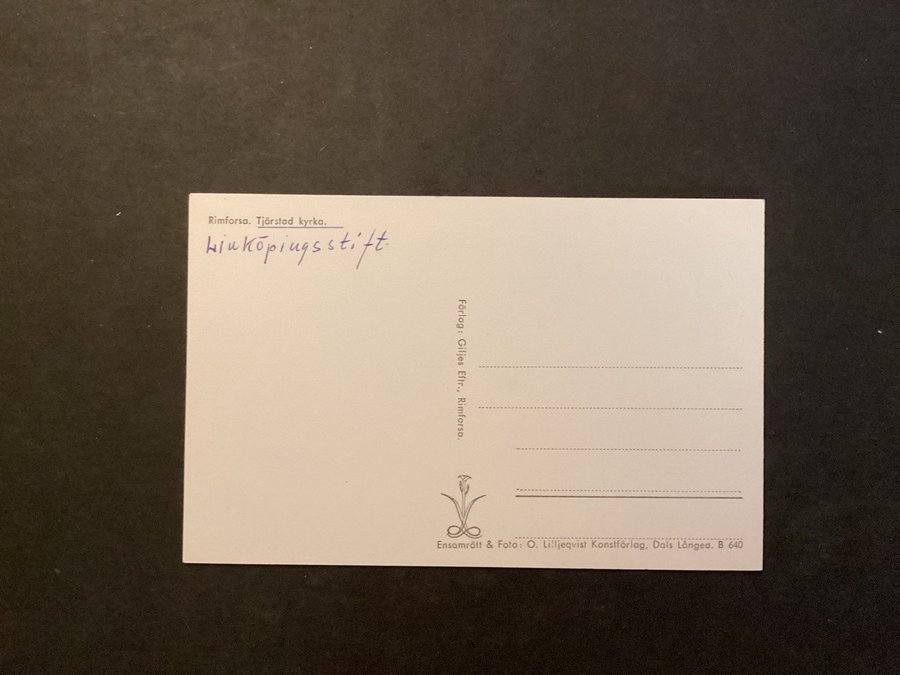 Rimforsa. Tjärstad kyrka.
Linköpingsstift
Förlag: Giljes Eftr., Rimforsa.
Ensamrätt & Foto: O. Lilljeqvist Konstförlag, Dals Långed. B 640